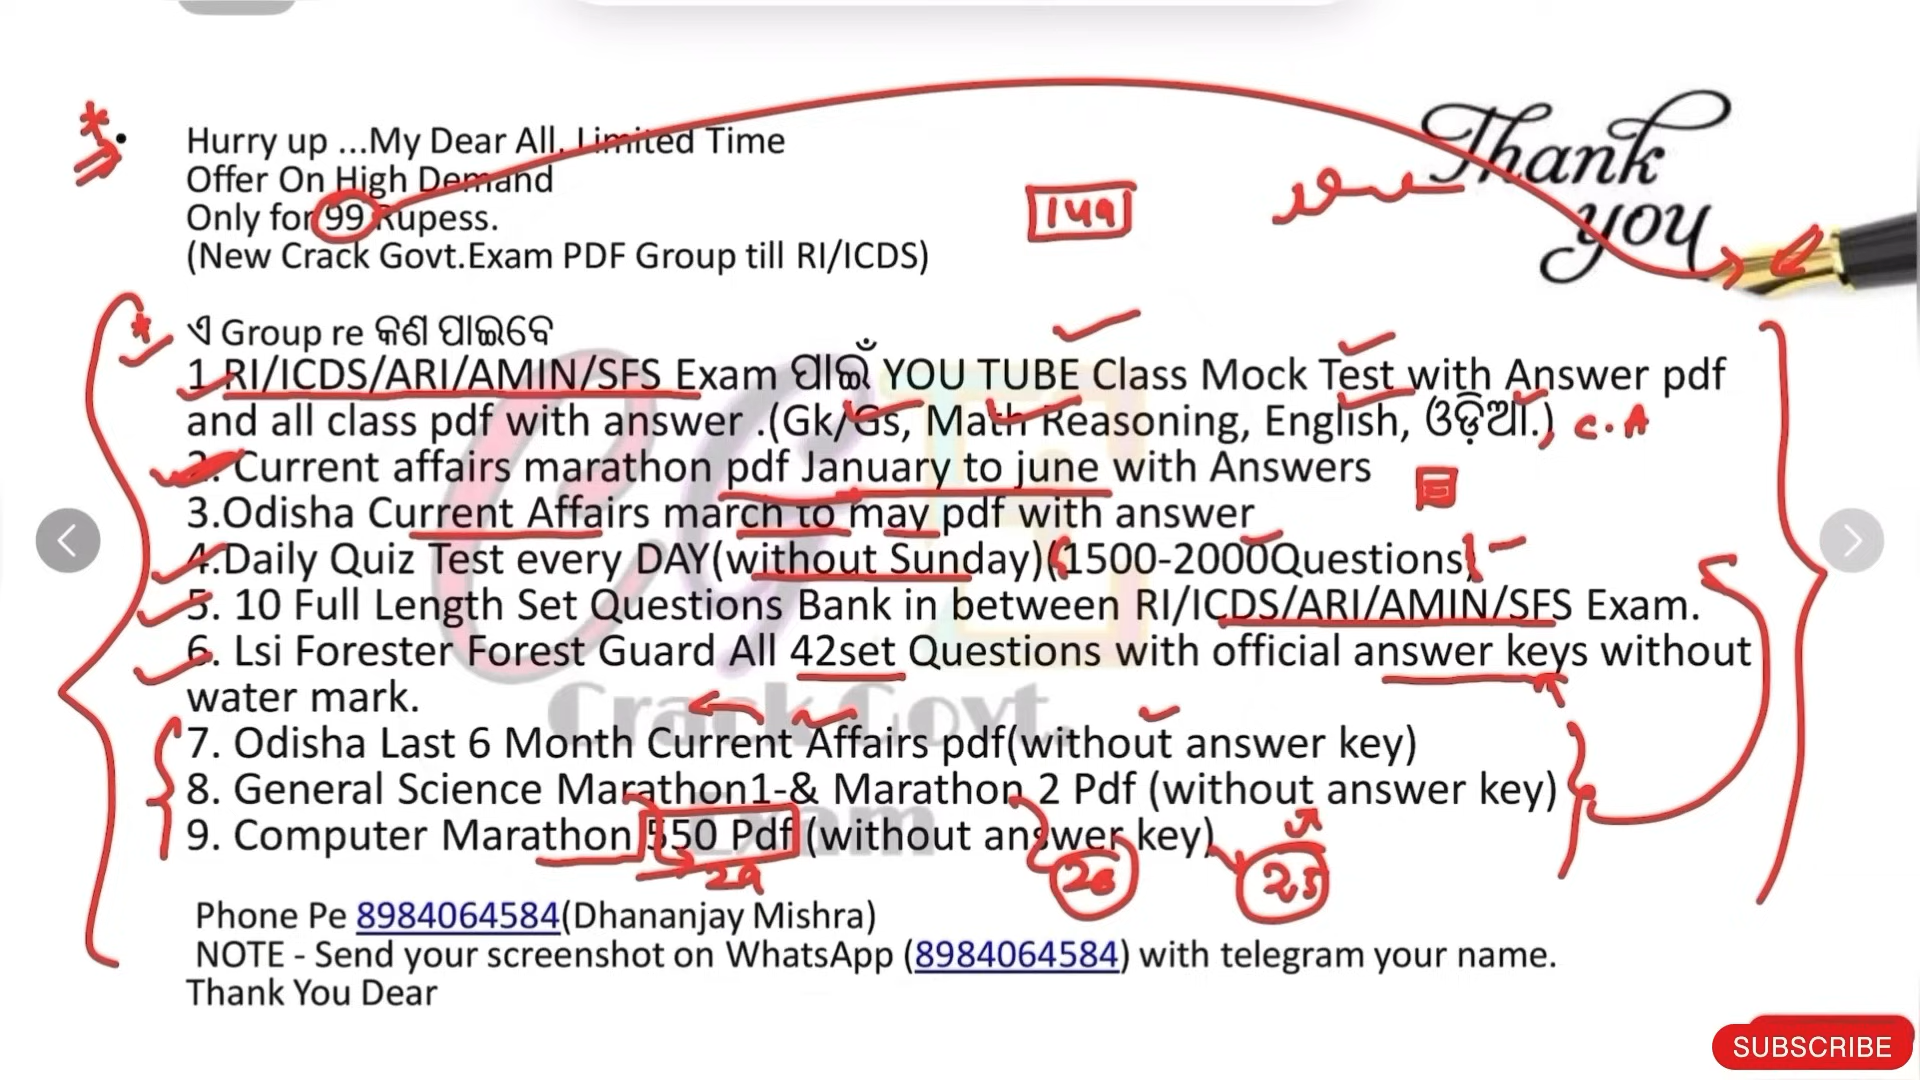 Hurry up ...My Dear All. Limited Time
Offer On High Demand
Only for 99 Rupess.
(New Crack Govt.Exam PDF Group till RI/ICDS)
149
Thank
you
ଏ Group re କଣ ପାଇବେ
1.RI/ICDS/ARI/AMIN/SFS Exam ପାଇଁ YOU TUBE Class Mock Test with Answer pdf
and all class pdf with answer .(Gk/Gs, Math Reasoning, English, ଓଡ଼ିଆ.) C.A
2. Current affairs marathon pdf January to june with Answers
3.Odisha Current Affairs march to may pdf with answer
4.Daily Quiz Test every DAY(without Sunday)(1500-2000Questions)
5. 10 Full Length Set Questions Bank in between RI/ICDS/ARI/AMIN/SFS Exam.
6. Lsi Forester Forest Guard All 42set Questions with official answer keys without
water mark.
7. Odisha Last 6 Month Current Affairs pdf(without answer key)
8. General Science Marathon1-& Marathon 2 Pdf (without answer key)
9. Computer Marathon 550 Pdf (without answer key)
Crack Govt.
Exam
Phone Pe 8984064584(Dhananjay Mishra)
NOTE - Send your screenshot on WhatsApp (8984064584) with telegram your name.
Thank You Dear
SUBSCRIBE